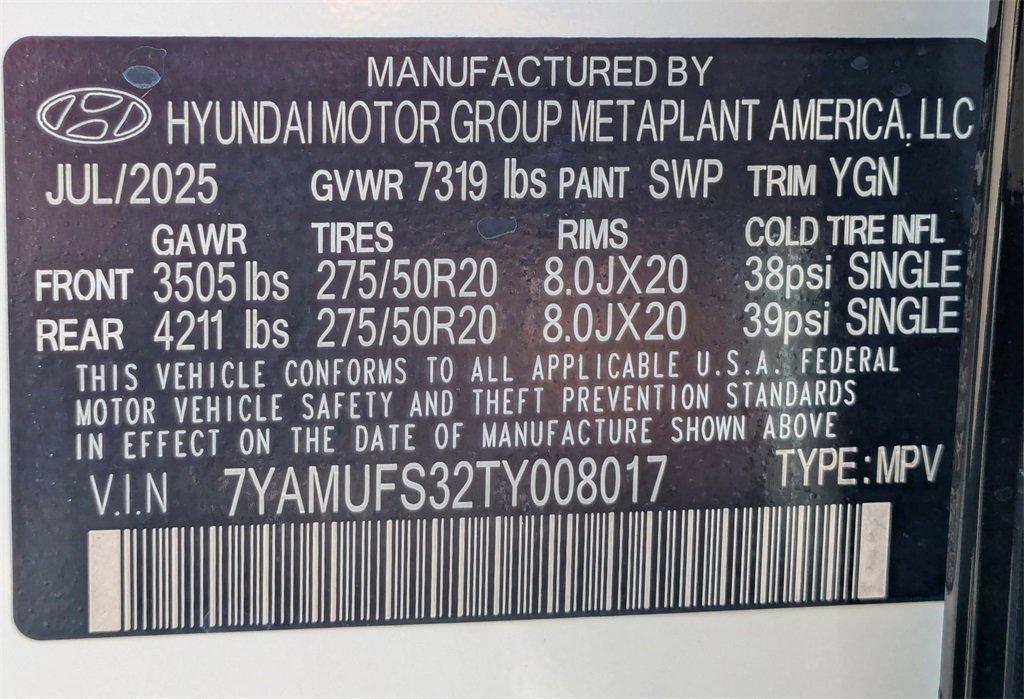 MANUFACTURED BY
HYUNDAI MOTOR GROUP METAPLANT AMERICA, LLC
JUL/2025 GVWR 7319 lbs PAINT SWP TRIM YGN
GAWR TIRES RIMS COLD TIRE INFL
FRONT 3505 lbs 275/50R20 8.0JX20 38psi SINGLE
REAR 4211 lbs 275/50R20 8.0JX20 39psi SINGLE
THIS VEHICLE CONFORMS TO ALL APPLICABLE U.S.A. FEDERAL
MOTOR VEHICLE SAFETY AND THEFT PREVENTION STANDARDS
IN EFFECT ON THE DATE OF MANUFACTURE SHOWN ABOVE
V.I.N 7YAMUFS32TY008017 TYPE: MPV